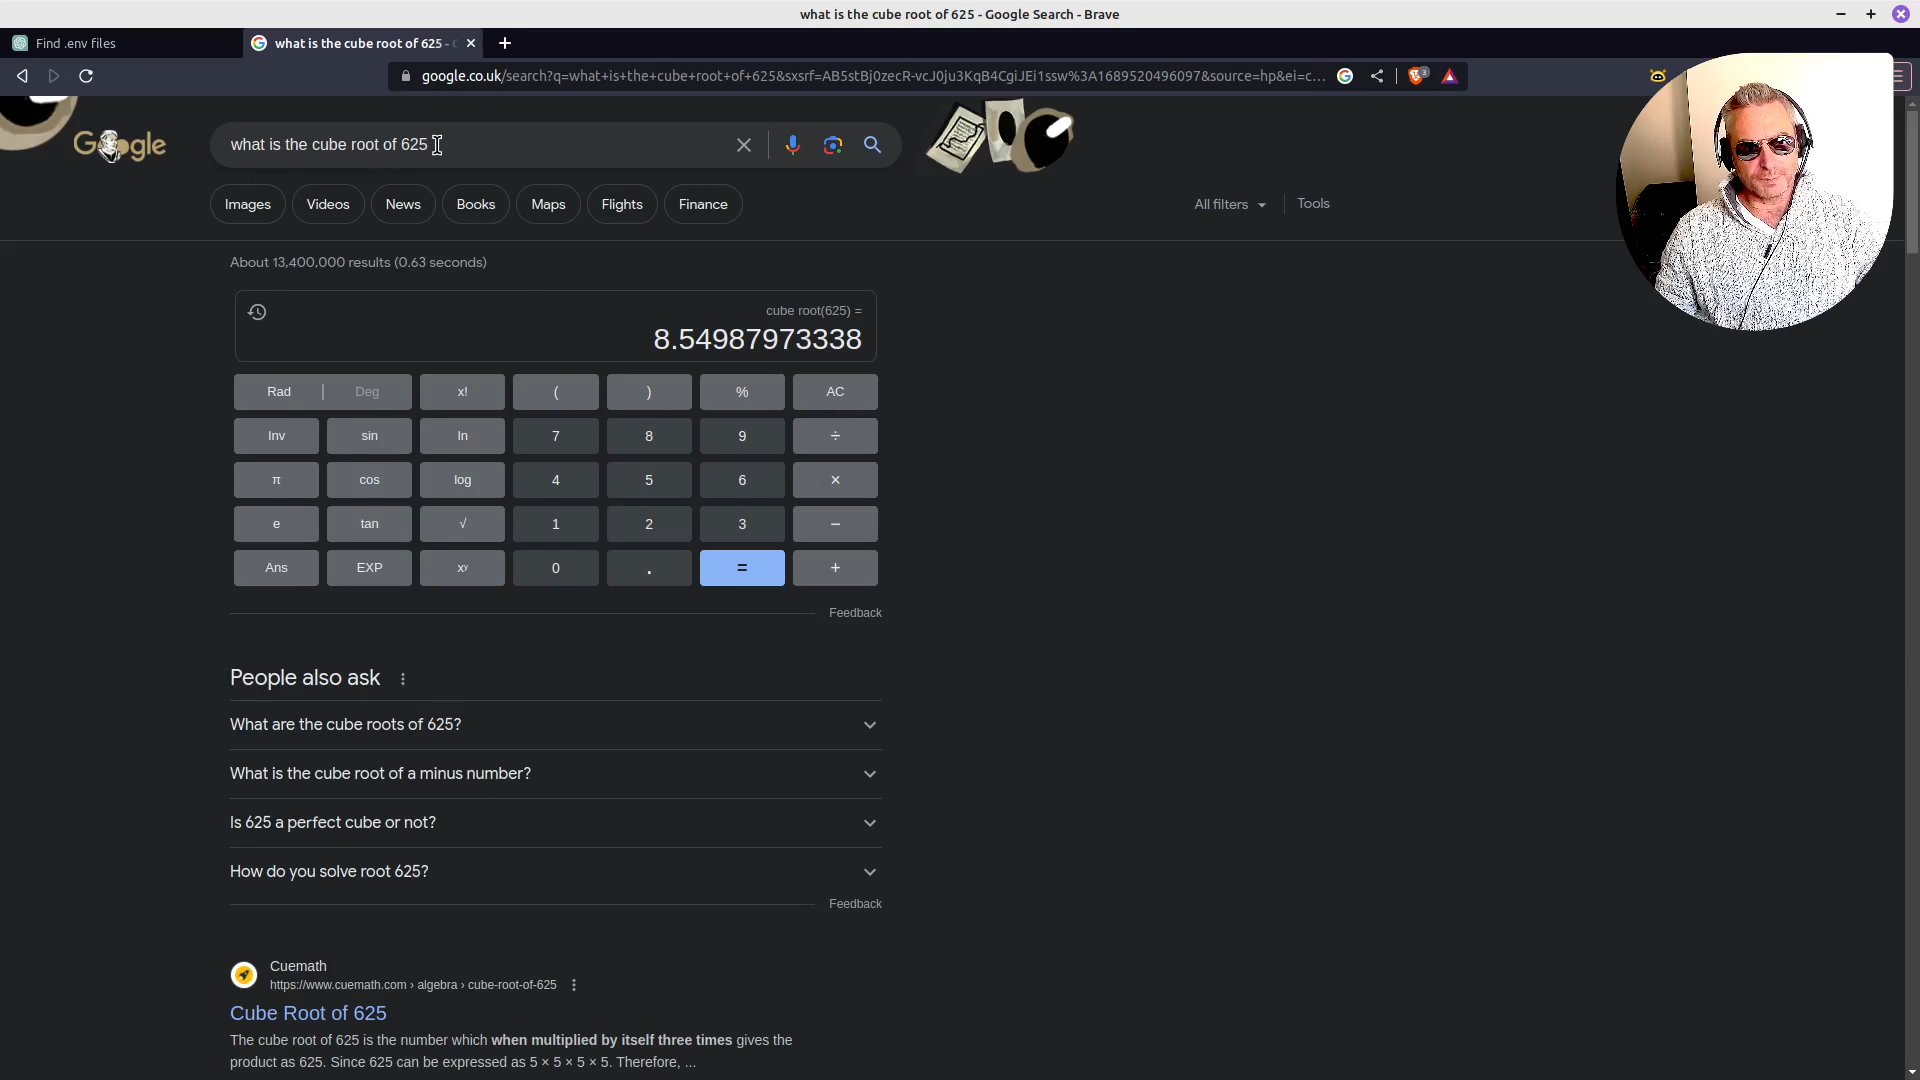 what is the cube root of 625 - Google Search - Brave
Find .env files
what is the cube root of 625 -
google.co.uk/search?q=what+is+the+cube+root+of+625&sxsrf=AB5stBj0zecR-vcJ0ju3KqB4CgiJEi1ssw%3A1689520496097&source=hp&ei=c...
3
Google
what is the cube root of 625
Images
Videos
News
Books
Maps
Flights
Finance
All filters
Tools
About 13,400,000 results (0.63 seconds)
cube root(625) =
8.54987973338
Rad | Deg x! ( ) % AC
Inv sin ln 7 8 9 ÷
π cos log 4 5 6 ×
e tan √ 1 2 3 −
Ans EXP xʸ 0 . = +
Feedback
People also ask
What are the cube roots of 625?
What is the cube root of a minus number?
Is 625 a perfect cube or not?
How do you solve root 625?
Feedback
Cuemath
https://www.cuemath.com › algebra › cube-root-of-625
Cube Root of 625
The cube root of 625 is the number which when multiplied by itself three times gives the
product as 625. Since 625 can be expressed as 5 × 5 × 5 × 5. Therefore, ...